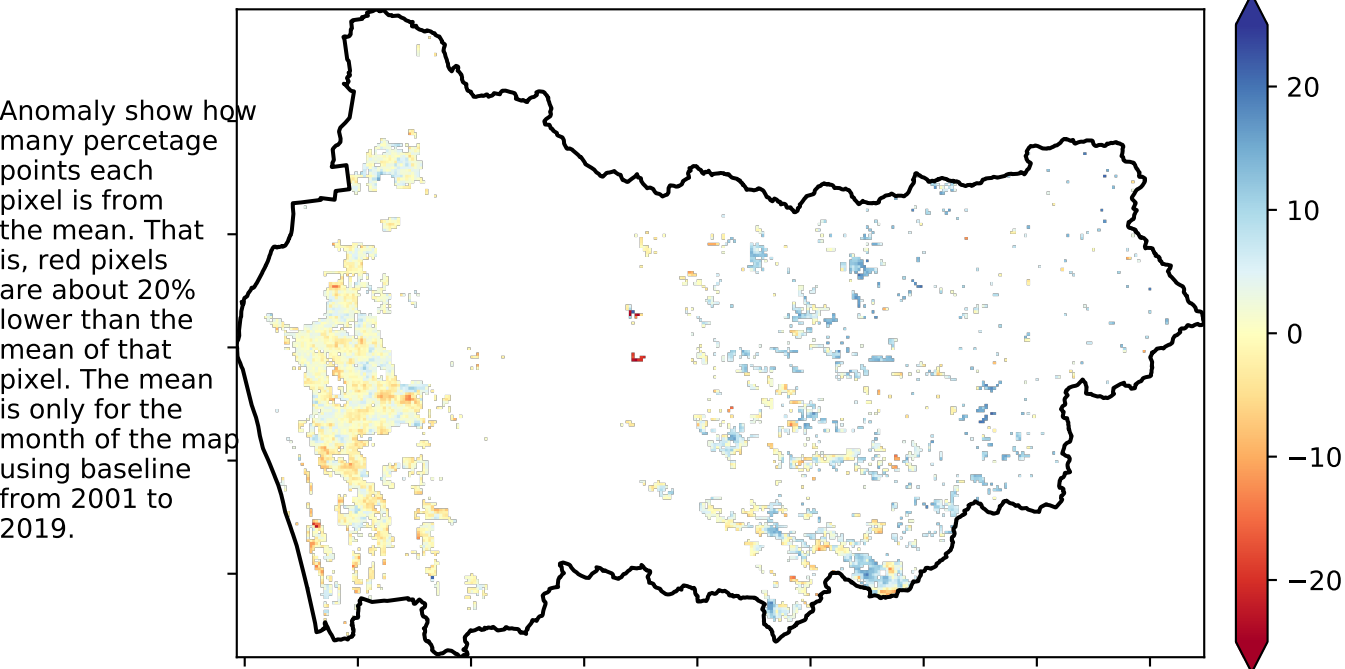 Anomaly show how
many percetage
points each
pixel is from
the mean. That
is, red pixels
are about 20%
lower than the
mean of that
pixel. The mean
is only for the
month of the map
using baseline
from 2001 to
2019.
20
10
0
−10
−20